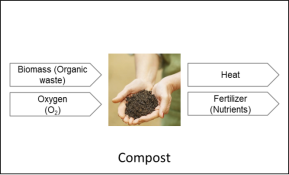 Biomass (Organic
waste)
Oxygen
(O₂)
Heat
Fertilizer
(Nutrients)
Compost